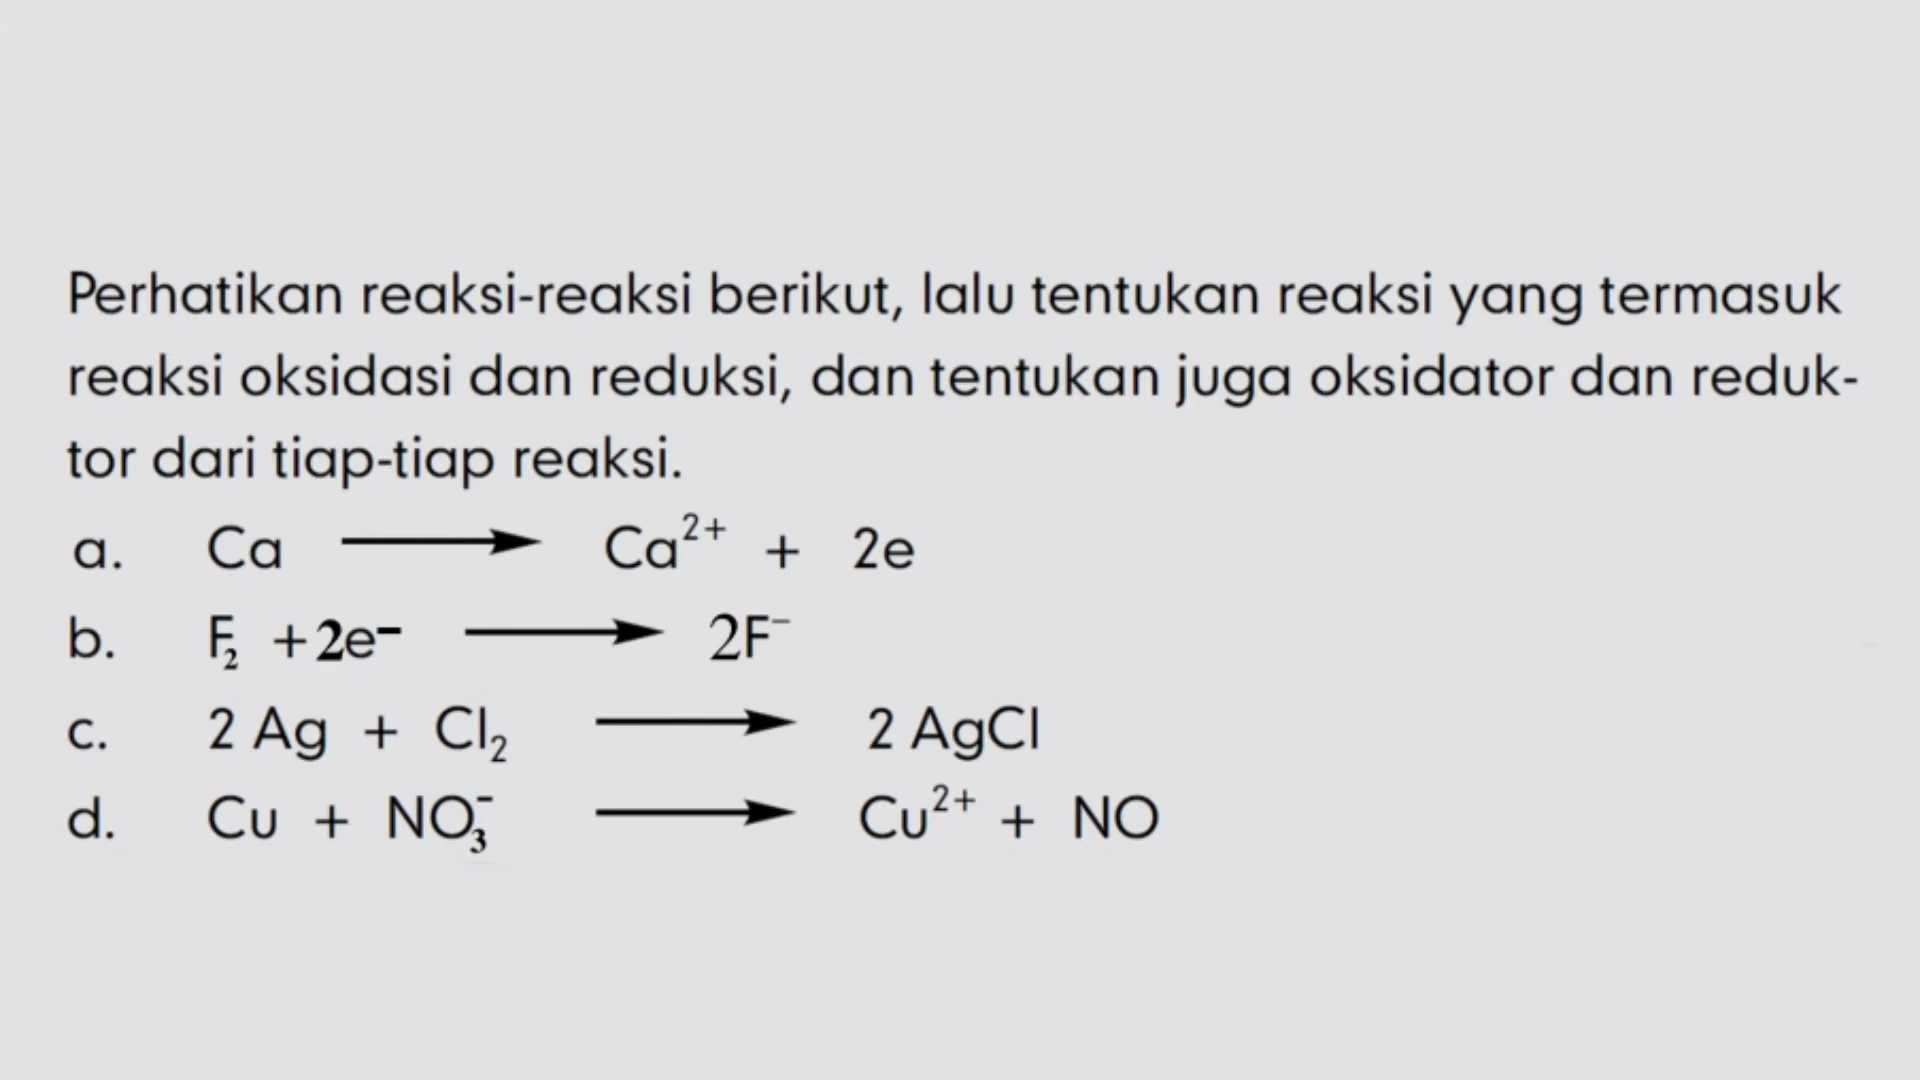 Perhatikan reaksi-reaksi berikut, lalu tentukan reaksi yang termasuk
reaksi oksidasi dan reduksi, dan tentukan juga oksidator dan reduk-
tor dari tiap-tiap reaksi.
a. Ca ⟶ Ca²⁺ + 2e
b. F₂ +2e⁻ ⟶ 2F⁻
c. 2 Ag + Cl₂ ⟶ 2 AgCl
d. Cu + NO₃⁻ ⟶ Cu²⁺ + NO